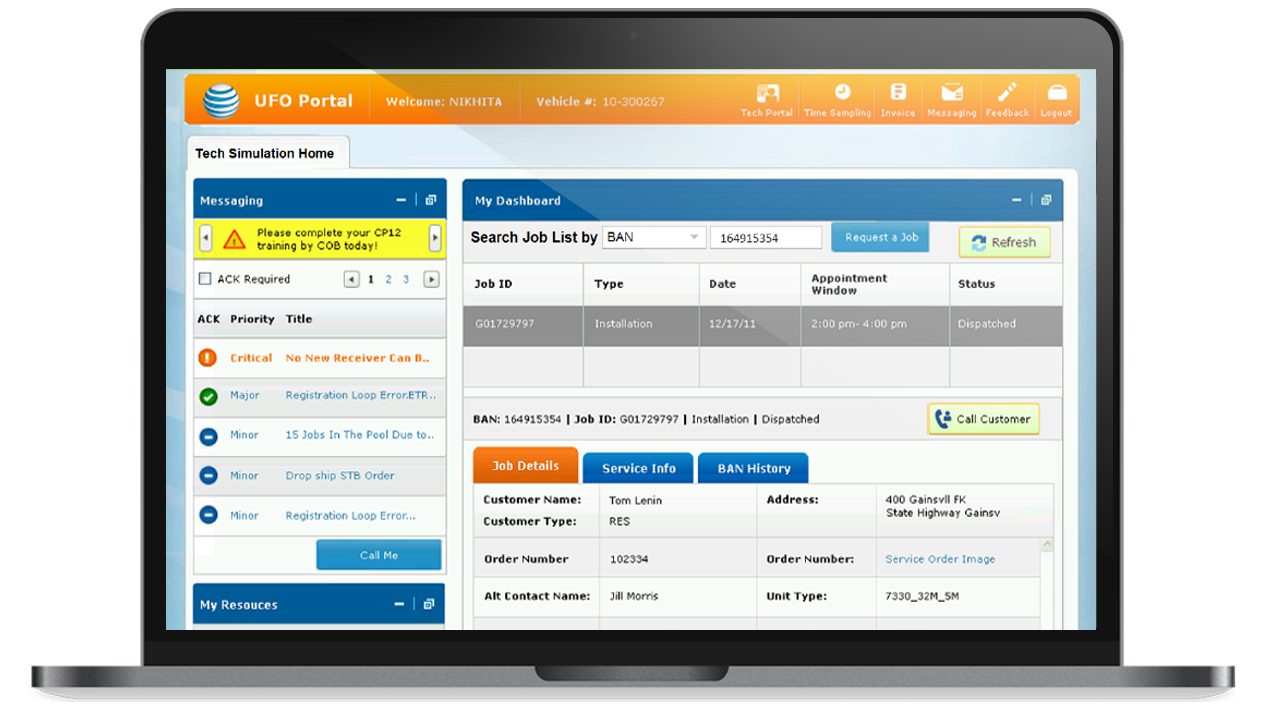 UFO Portal
Welcome: NIKHITA
Vehicle #: 10-300267
Tech Portal
Time Sampling
Invoice
Messaging
Feedback
Logout
Tech Simulation Home
Messaging
Please complete your CP12
training by COB today!
ACK Required
1 2 3
ACK Priority Title
Critical No New Receiver Can B..
Major Registration Loop Error.ETR..
Minor 15 Jobs In The Pool Due to..
Minor Drop ship STB Order
Minor Registration Loop Error...
Call Me
My Resouces
My Dashboard
Search Job List by BAN 164915354 Request a Job Refresh
Job ID Type Date Appointment
Window Status
G01729797 Installation 12/17/11 2:00 pm- 4:00 pm Dispatched
BAN: 164915354 | Job ID: G01729797 | Installation | Dispatched
Call Customer
Job Details Service Info BAN History
Customer Name: Tom Lenin Address: 400 Gainsvll FK
Customer Type: RES State Highway Gainsv
Order Number 102334 Order Number: Service Order Image
Alt Contact Name: Jill Morris Unit Type: 7330_32M_5M